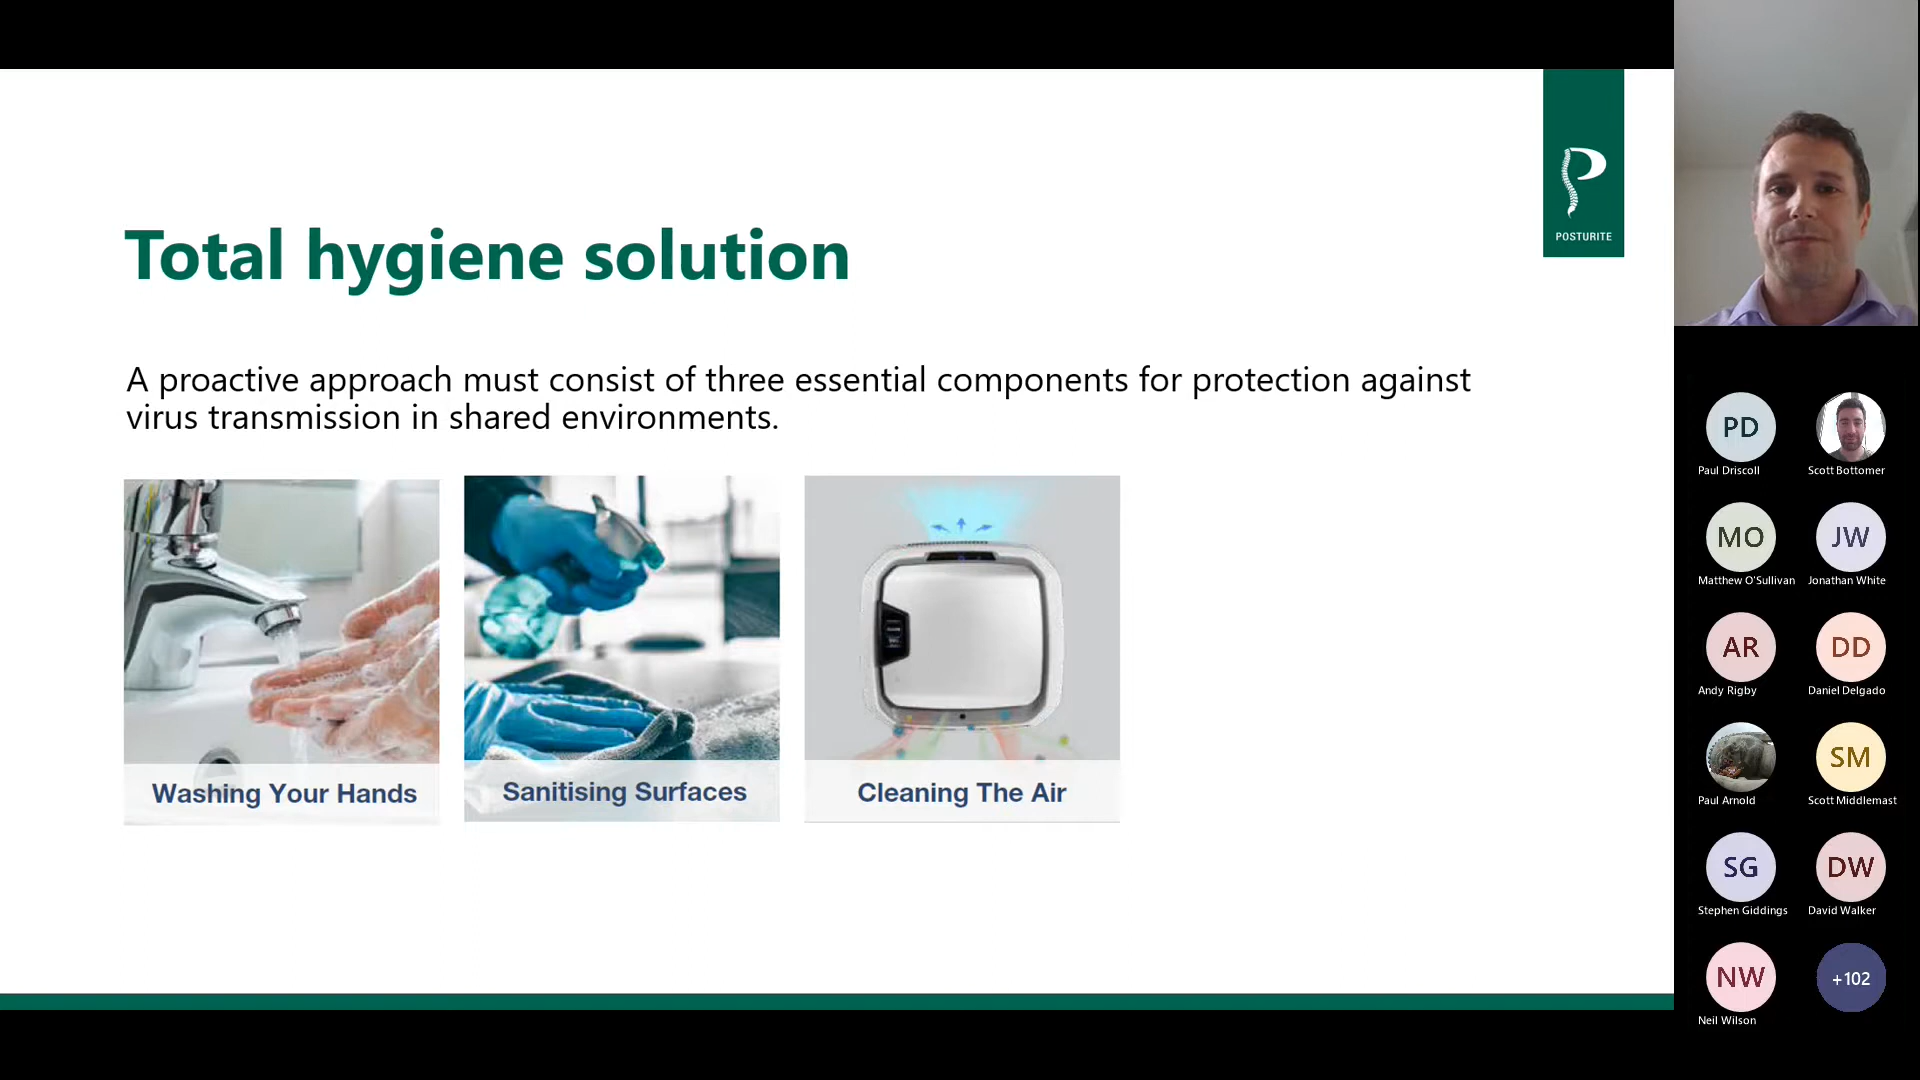 POSTURITE
Total hygiene solution
A proactive approach must consist of three essential components for protection against
virus transmission in shared environments.
Washing Your Hands
Sanitising Surfaces
Cleaning The Air
PD
Paul Driscoll
Scott Bottomer
MO
Matthew O'Sullivan
JW
Jonathan White
AR
Andy Rigby
DD
Daniel Delgado
Paul Arnold
SM
Scott Middlemast
SG
Stephen Giddings
DW
David Walker
NW
Neil Wilson
+102